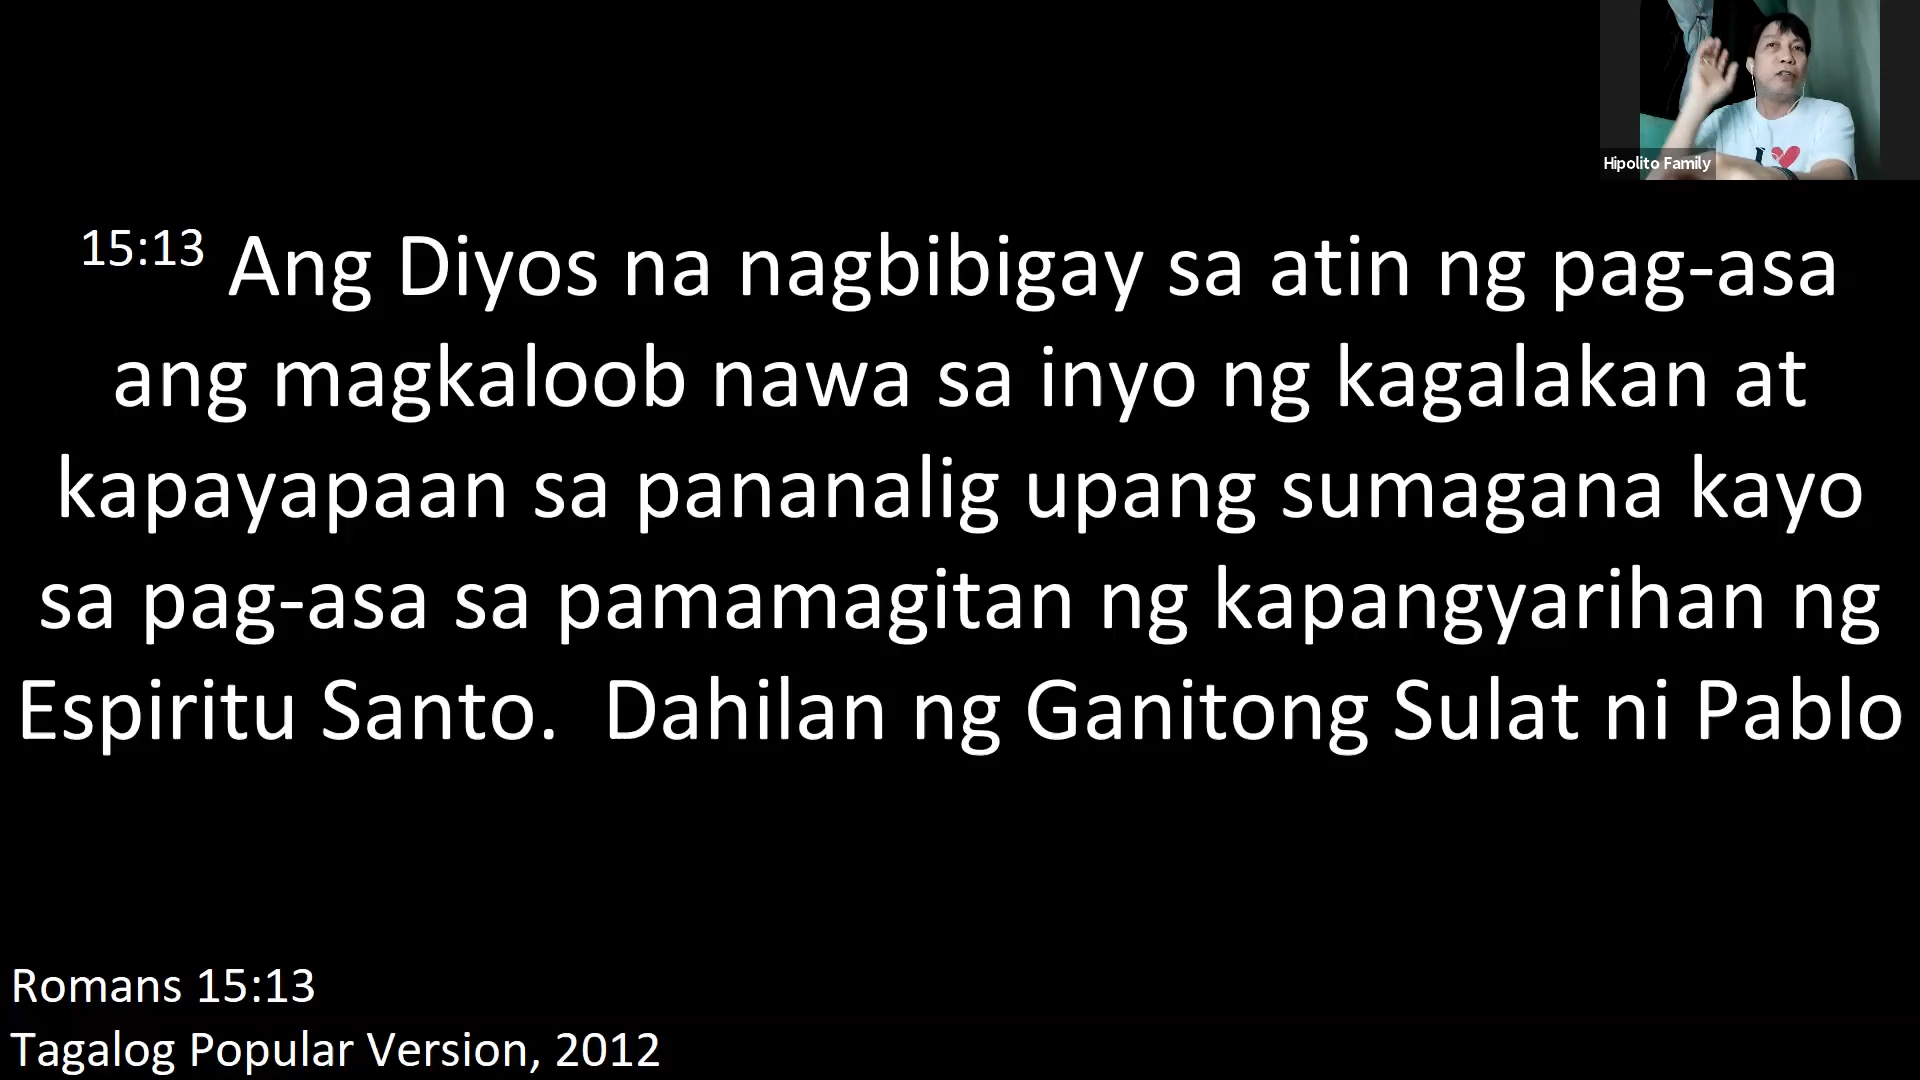 Hipolito Family
15:13 Ang Diyos na nagbibigay sa atin ng pag-asa
ang magkaloob nawa sa inyo ng kagalakan at
kapayapaan sa pananalig upang sumagana kayo
sa pag-asa sa pamamagitan ng kapangyarihan ng
Espiritu Santo.  Dahilan ng Ganitong Sulat ni Pablo
Romans 15:13
Tagalog Popular Version, 2012